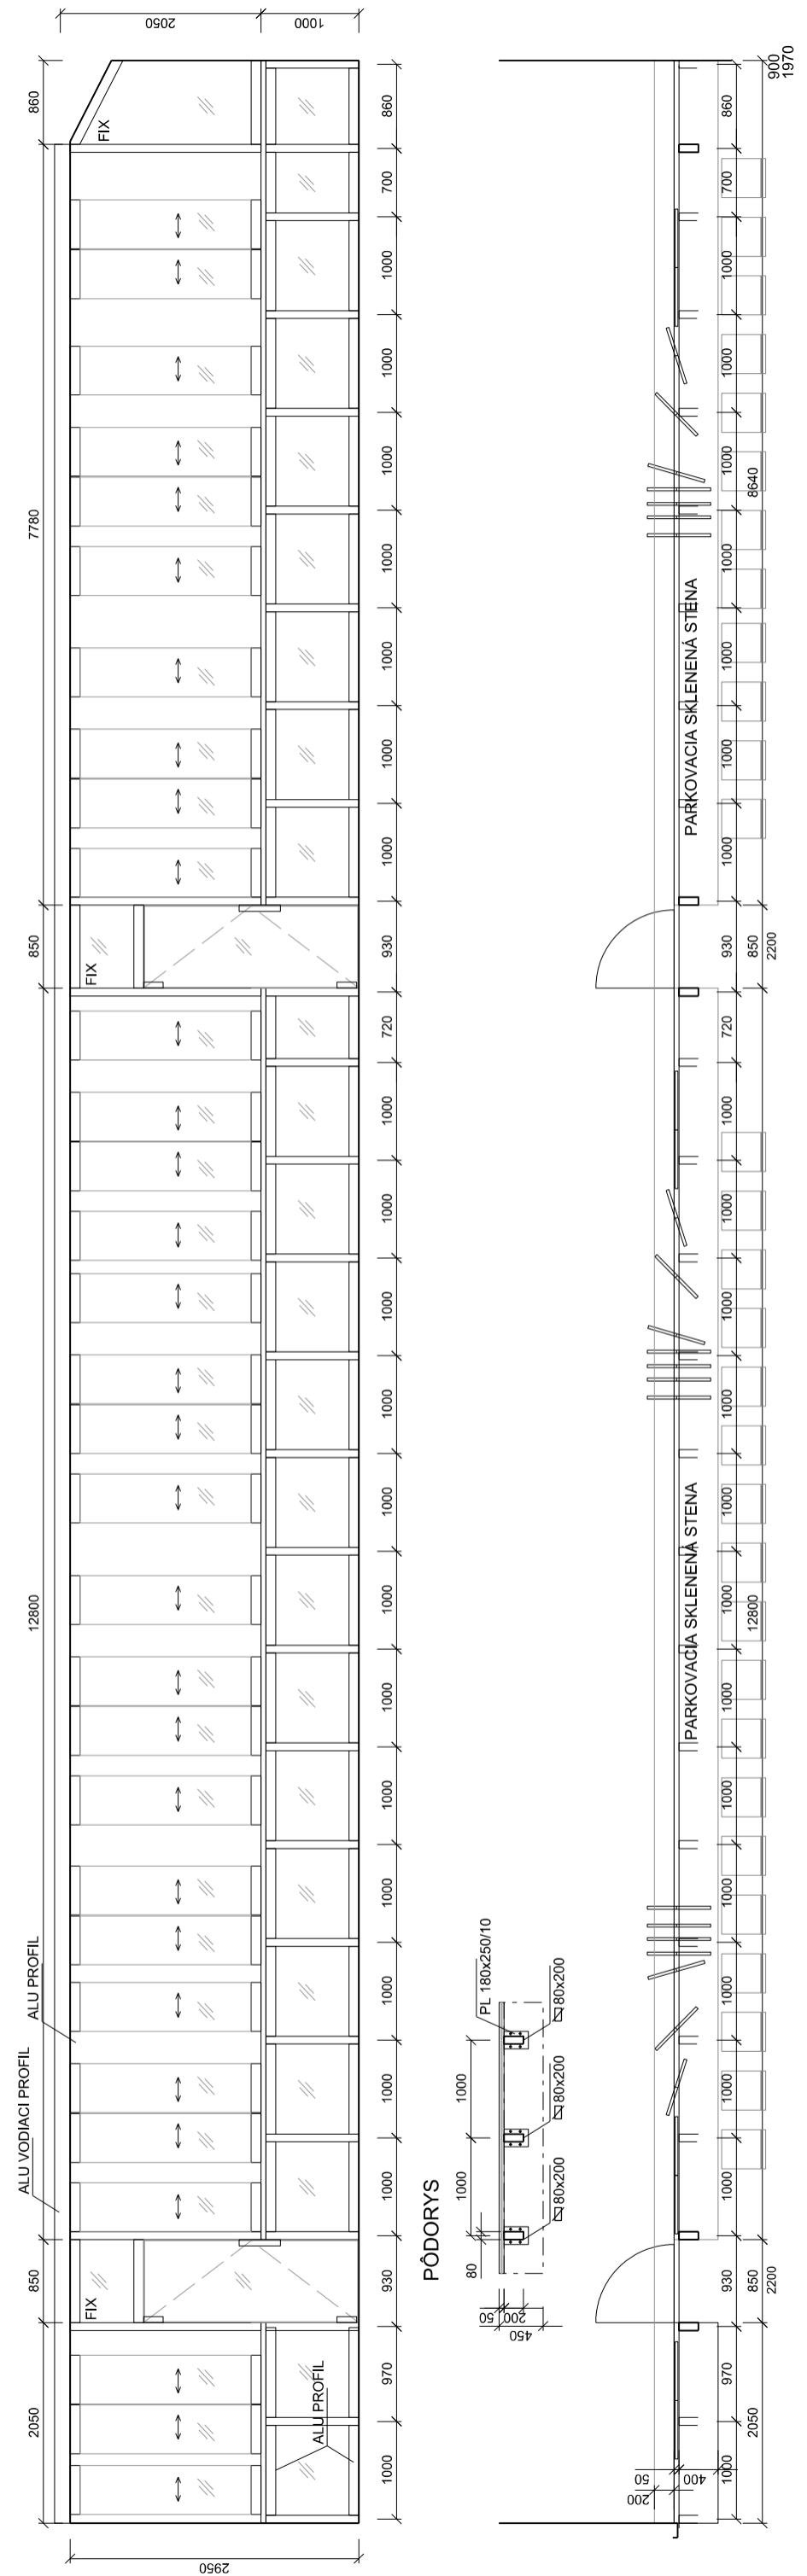 2050 850 12800 850 7780 860
ALU VODIACI PROFIL
ALU PROFIL
FIX FIX FIX
2950
2050
1000
ALU PROFIL
1000 970 930 1000 1000 1000 1000 1000 1000 1000 1000 1000 1000 1000 1000 720 930 1000 1000 1000 1000 1000 1000 1000 700 860
PÔDORYS
80 1000 1000
PL 180x250/10
50
200
450
80x200 80x200 80x200
200
50
400
PARKOVACIA SKLENENÁ STENA PARKOVACIA SKLENENÁ STENA
1000 970 930 1000 1000 1000 1000 1000 1000 1000 1000 1000 1000 1000 1000 720 930 1000 1000 1000 1000 1000 1000 1000 700 860
2050 850 12800 850 8640 900
2200 2200 1970